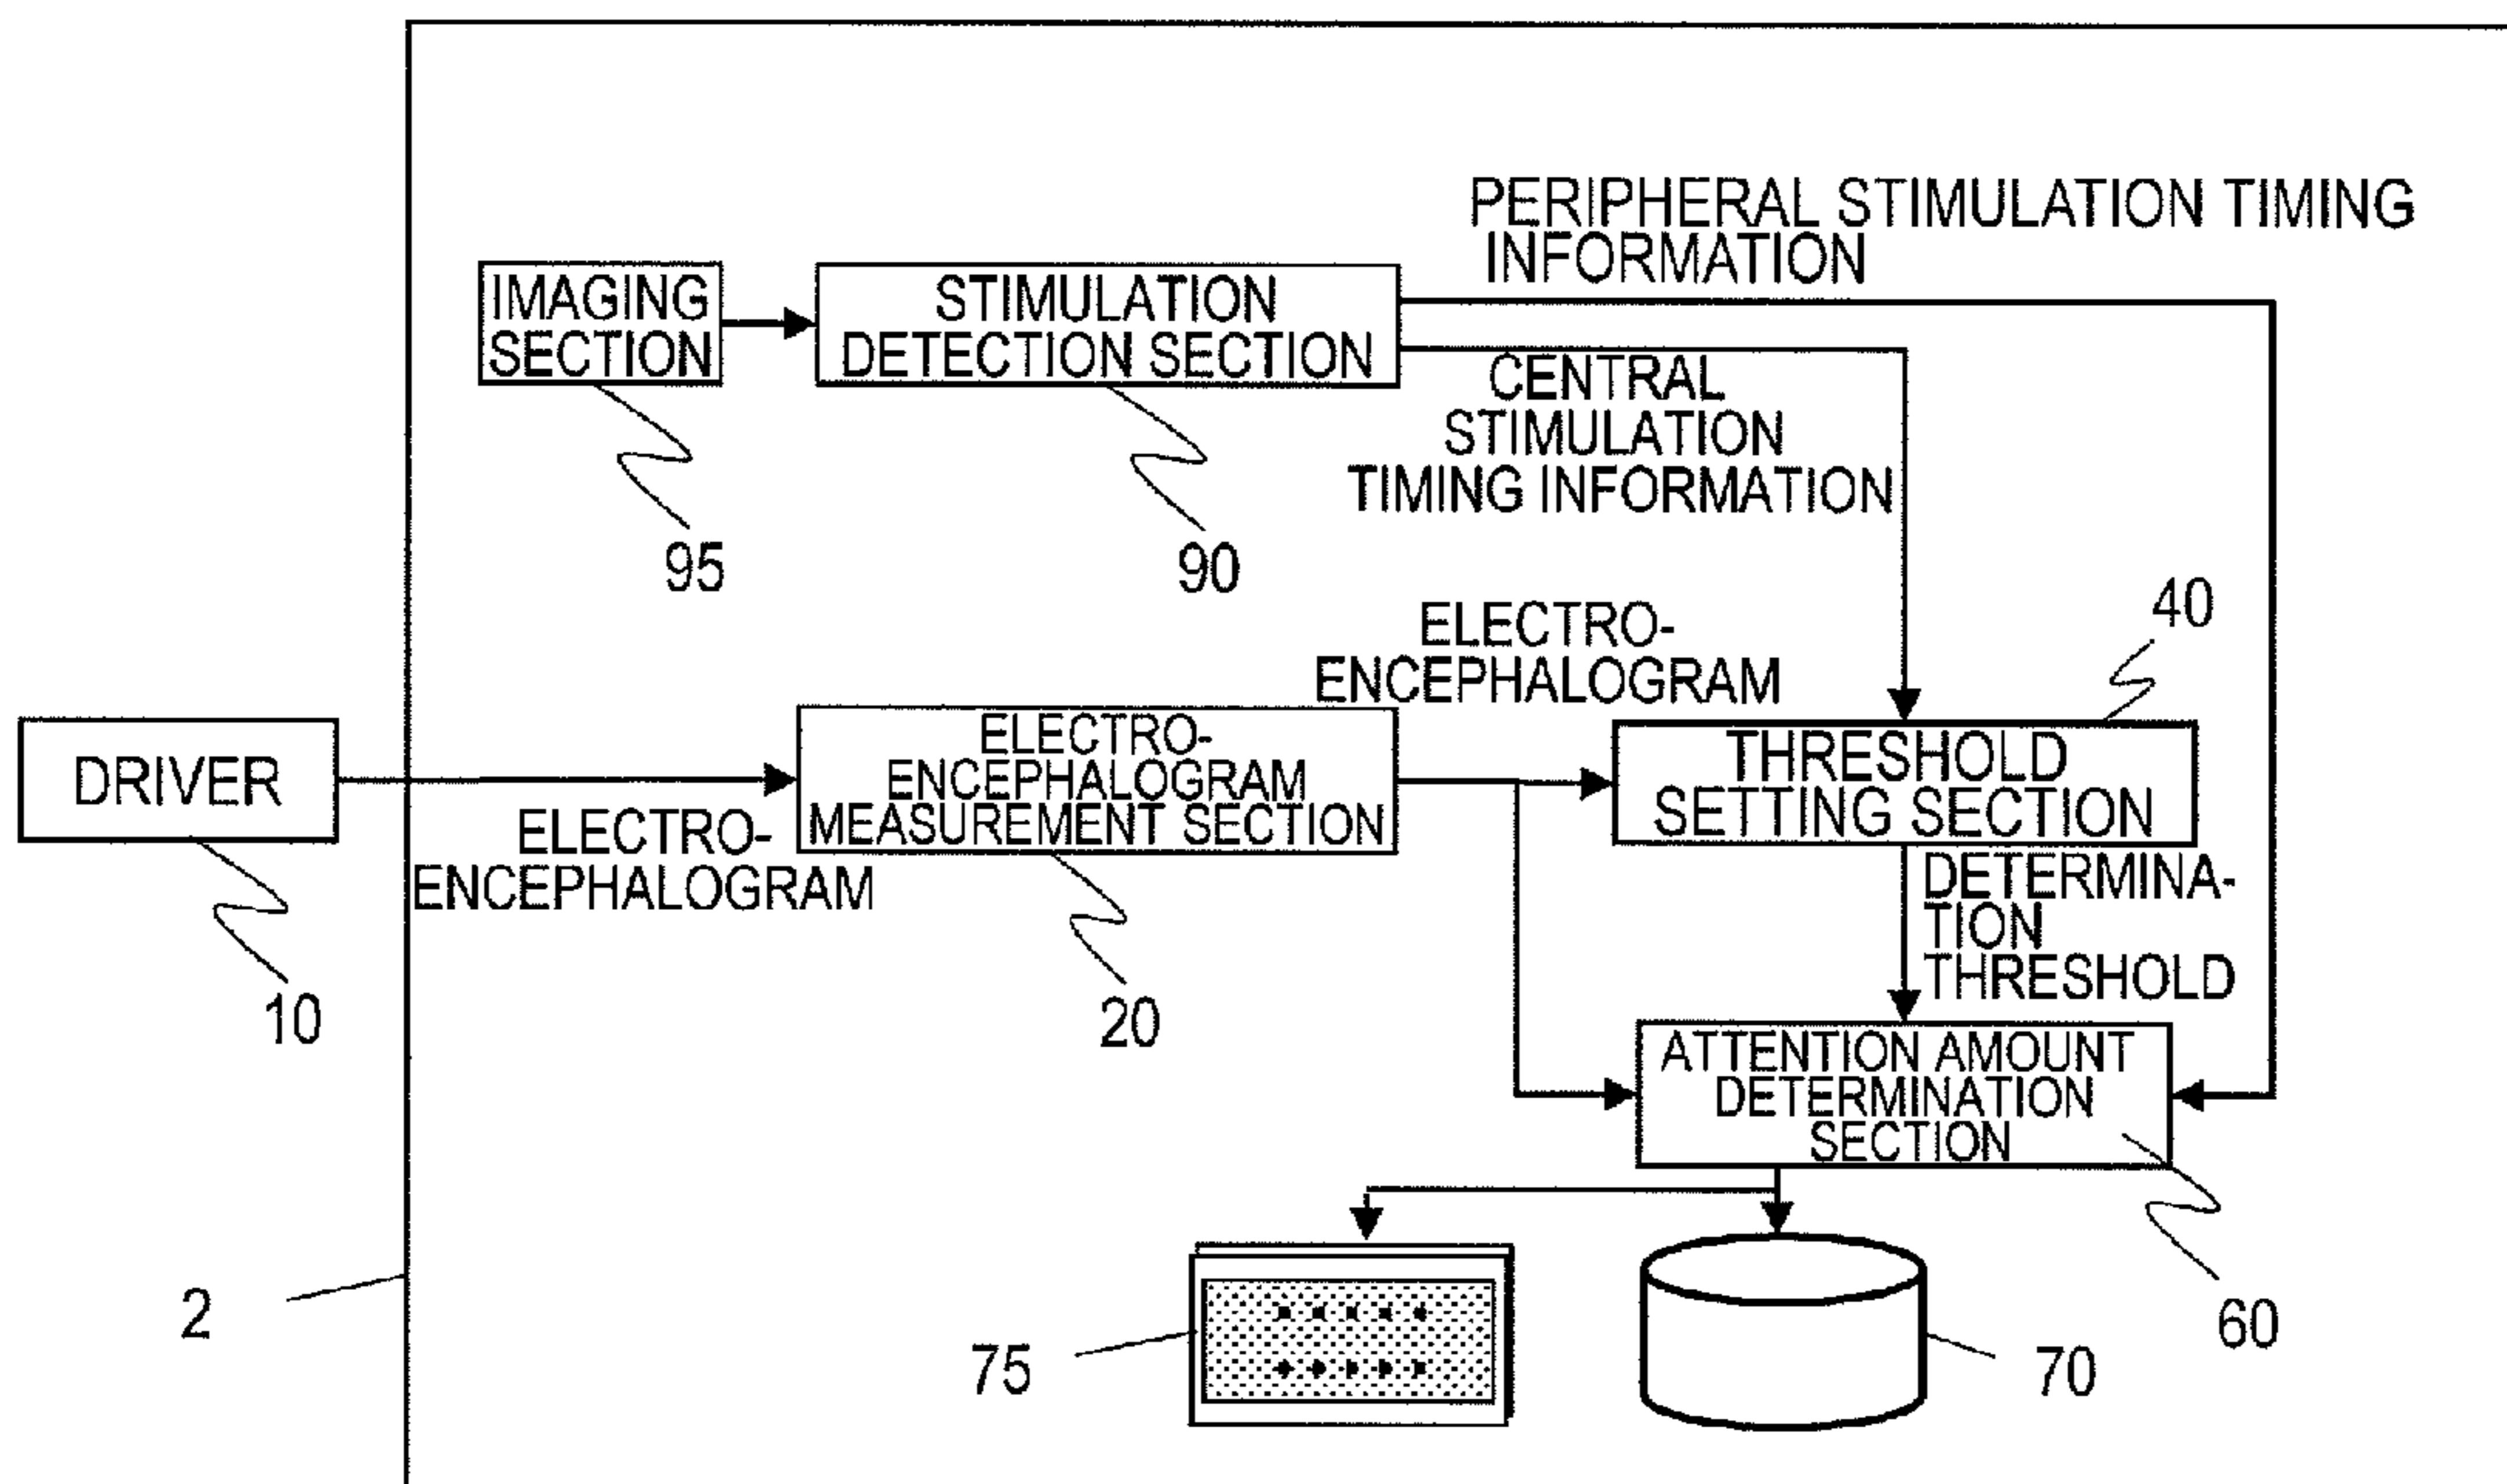 PERIPHERAL STIMULATION TIMING
INFORMATION
IMAGING
SECTION
STIMULATION
DETECTION SECTION
CENTRAL
STIMULATION
TIMING INFORMATION
95
90
40
ELECTRO-
ENCEPHALOGRAM
DRIVER
ELECTRO-
ENCEPHALOGRAM
MEASUREMENT SECTION
THRESHOLD
SETTING SECTION
ELECTRO-
ENCEPHALOGRAM
DETERMINA-
TION
THRESHOLD
10
20
ATTENTION AMOUNT
DETERMINATION
SECTION
2
75
70
60